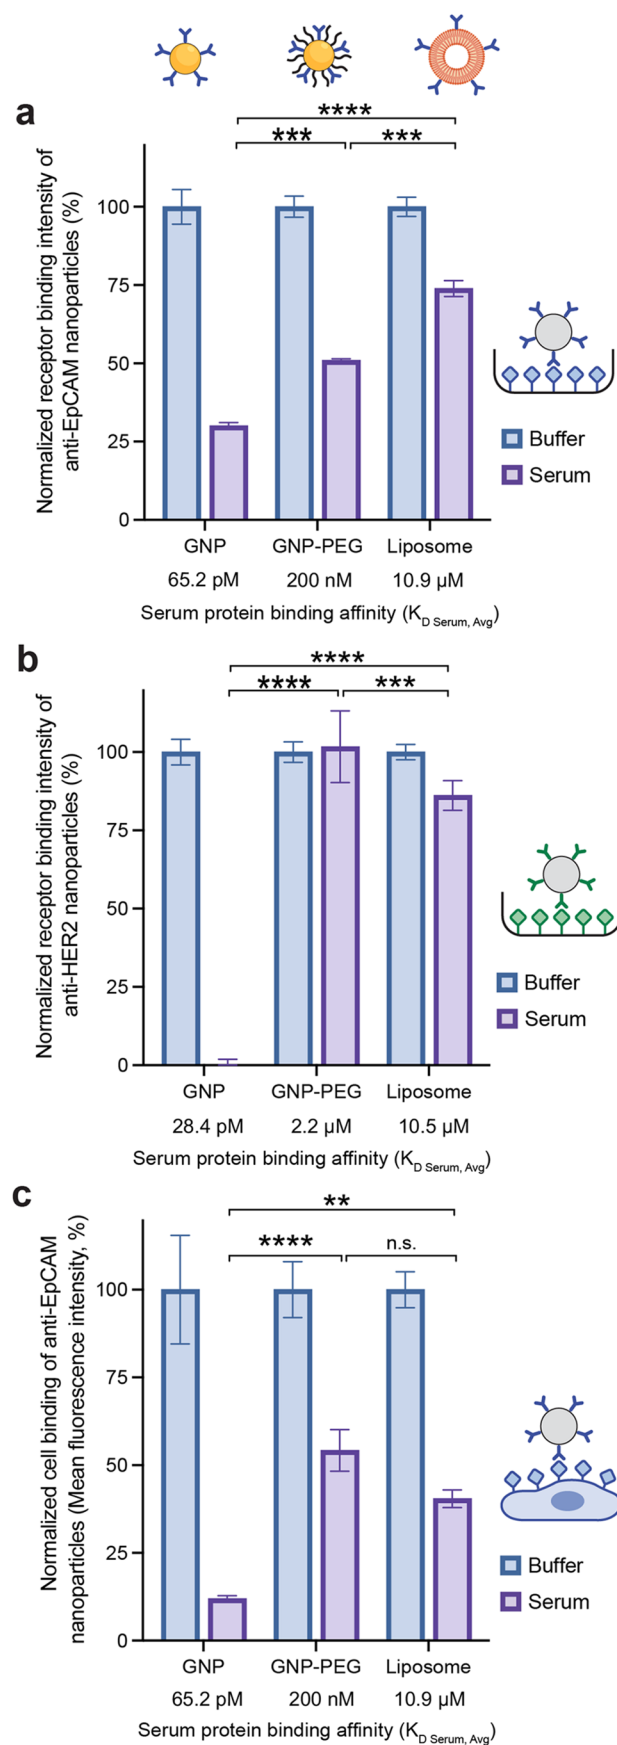 a
****
*** ***
Normalized receptor binding intensity of
anti-EpCAM nanoparticles (%)
100
75
50
25
0
Buffer
Serum
GNP GNP-PEG Liposome
65.2 pM 200 nM 10.9 µM
Serum protein binding affinity (K_D Serum, Avg)
b
****
**** ***
Normalized receptor binding intensity of
anti-HER2 nanoparticles (%)
100
75
50
25
0
Buffer
Serum
GNP GNP-PEG Liposome
28.4 pM 2.2 µM 10.5 µM
Serum protein binding affinity (K_D Serum, Avg)
c
**
**** n.s.
Normalized cell binding of anti-EpCAM
nanoparticles (Mean fluorescence intensity, %)
100
75
50
25
0
Buffer
Serum
GNP GNP-PEG Liposome
65.2 pM 200 nM 10.9 µM
Serum protein binding affinity (K_D Serum, Avg)